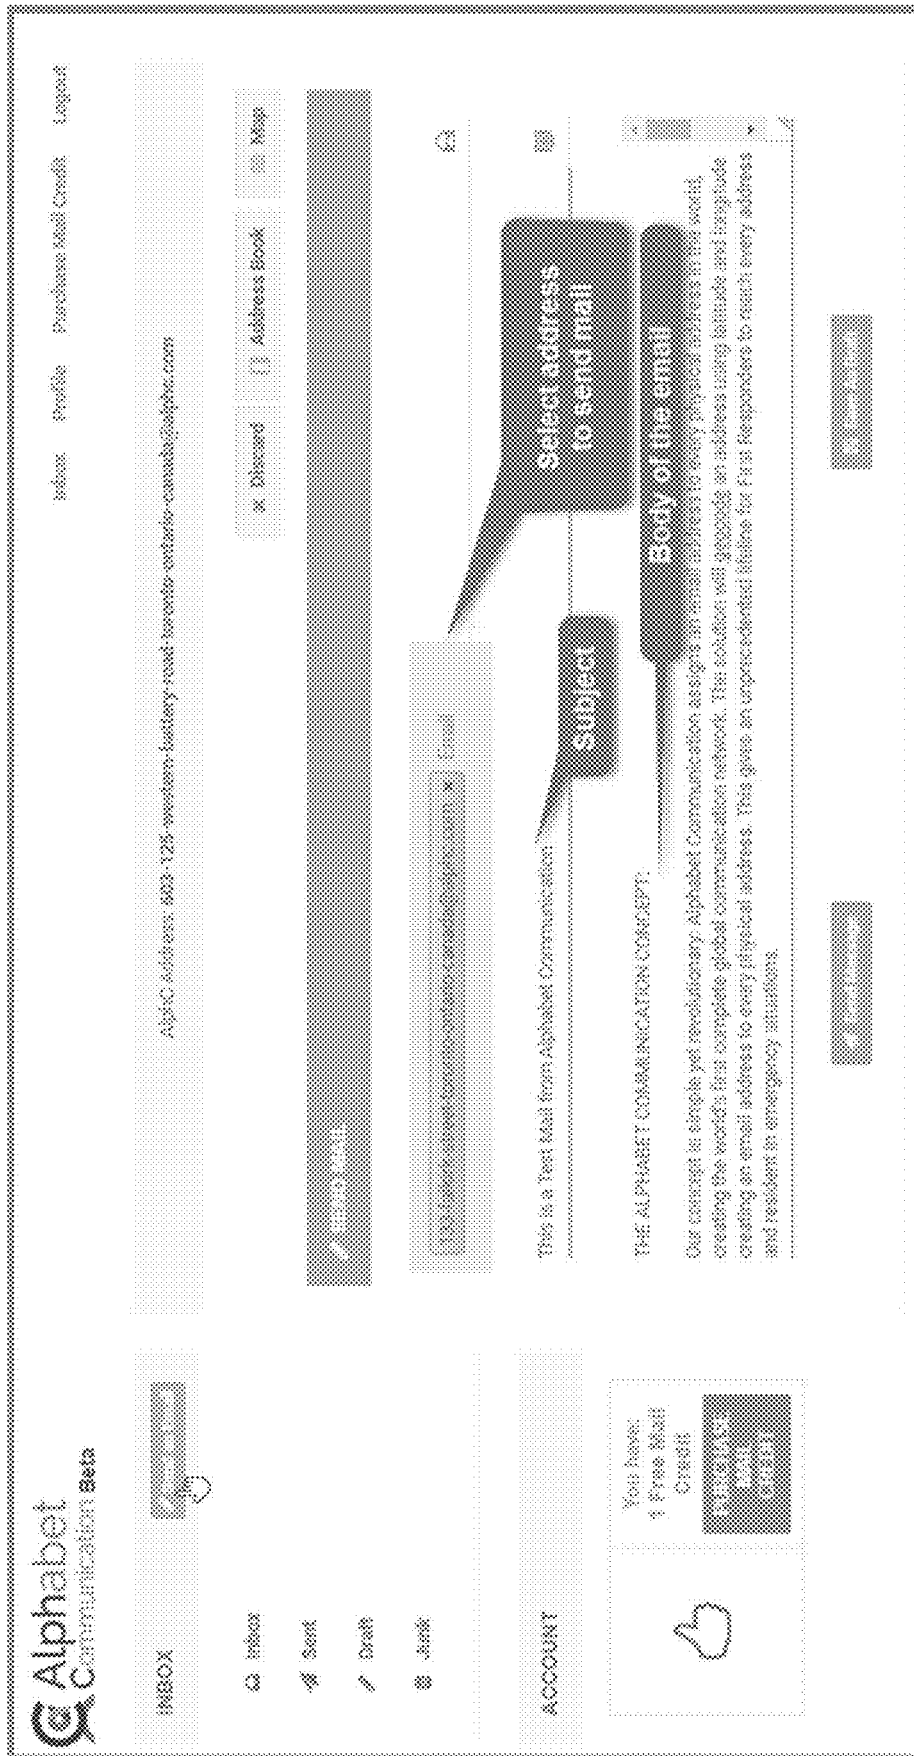 Alphabet
Communication Beta
Inbox Profile Purchase Mail Credit Logout
INBOX
Inbox
Sent
Draft
Junk
ACCOUNT
You have:
1 Free Mail
Credit
PURCHASE
MAIL
CREDIT
AlphC Address: 603-125-western-battery-road-toronto-ontario-canada@alphc.com
x Discard Address Book Map
Email
Select address
to send mail
This is a Test Mail from Alphabet Communication
Subject
THE ALPHABET COMMUNICATION CONCEPT:
Body of the email
Our concept is simple yet revolutionary. Alphabet Communication assigns an email address to every physical address in the world,
creating the world's first complete global communication network. The solution will geocode an address using latitude and longitude
creating an email address to every physical address. This gives an unprecedented lifeline for First Responders to reach every address
and resident in emergency situations.